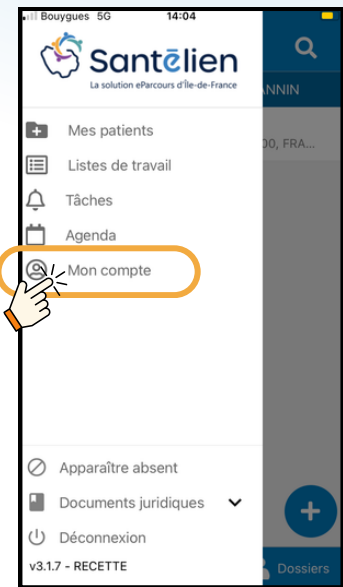 Bouygues 5G 14:04
Santélien
La solution eParcours d'Île-de-France
ANNIN
Mes patients
00, FRA...
Listes de travail
Tâches
Agenda
Mon compte
Apparaître absent
Documents juridiques
Déconnexion
v3.1.7 - RECETTE
Dossiers